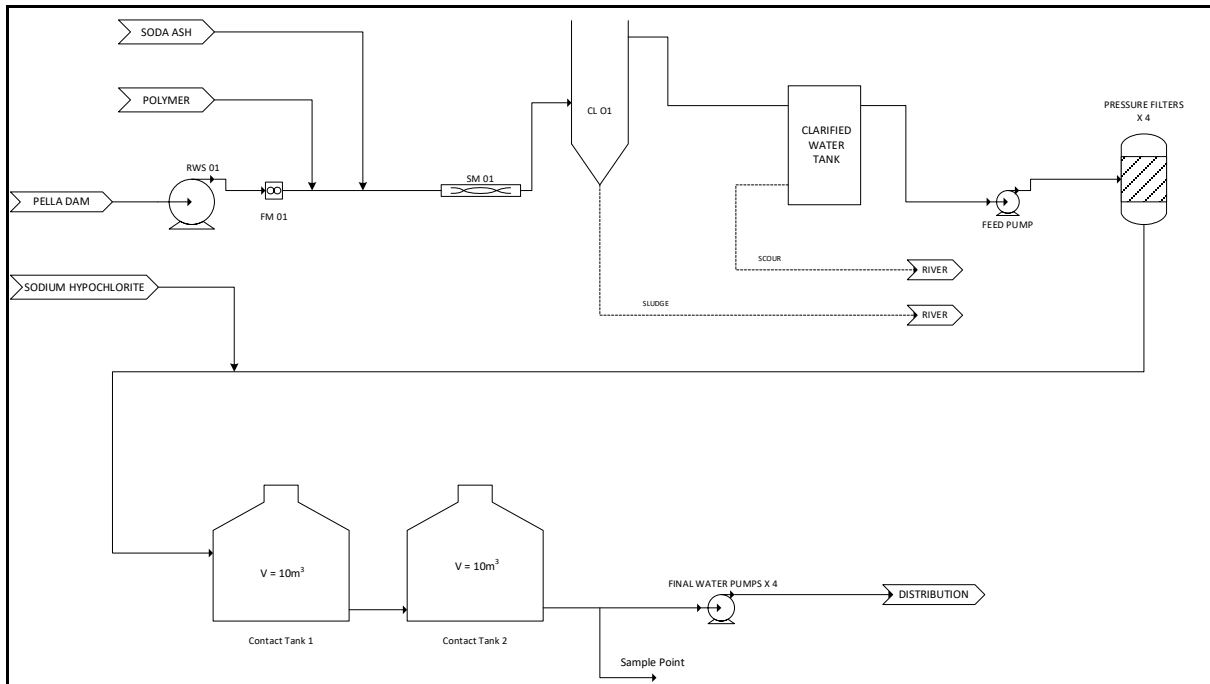 SODA ASH
POLYMER
RWS 01
PELLA DAM
FM 01
SM 01
CL O1
CLARIFIED
WATER
TANK
PRESSURE FILTERS
X 4
FEED PUMP
SCOUR
RIVER
SODIUM HYPOCHLORITE
SLUDGE
RIVER
V = 10m³
V = 10m³
Contact Tank 1
Contact Tank 2
FINAL WATER PUMPS X 4
DISTRIBUTION
Sample Point